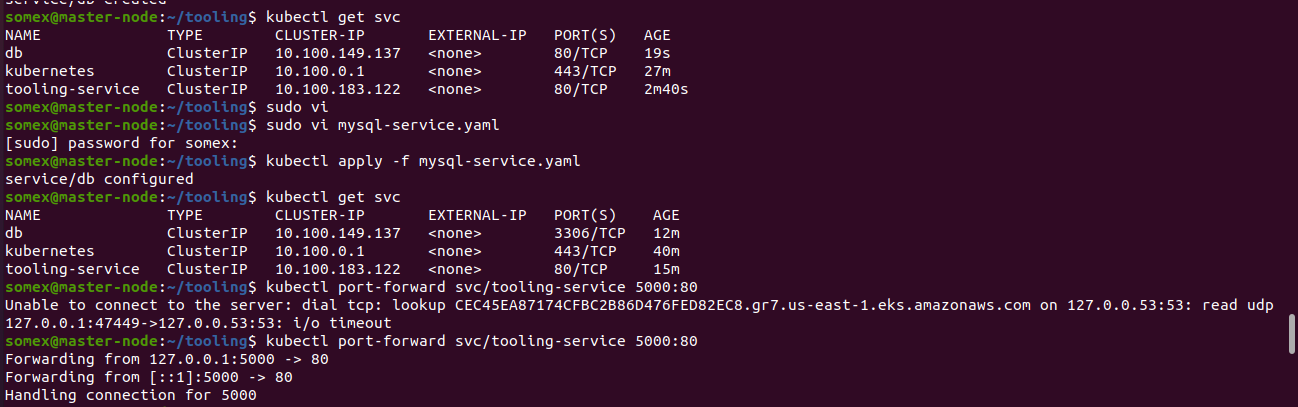 service/db created
somex@master-node:~/tooling$ kubectl get svc
NAME TYPE CLUSTER-IP EXTERNAL-IP PORT(S) AGE
db ClusterIP 10.100.149.137 <none> 80/TCP 19s
kubernetes ClusterIP 10.100.0.1 <none> 443/TCP 27m
tooling-service ClusterIP 10.100.183.122 <none> 80/TCP 2m40s
somex@master-node:~/tooling$ sudo vi
somex@master-node:~/tooling$ sudo vi mysql-service.yaml
[sudo] password for somex:
somex@master-node:~/tooling$ kubectl apply -f mysql-service.yaml
service/db configured
somex@master-node:~/tooling$ kubectl get svc
NAME TYPE CLUSTER-IP EXTERNAL-IP PORT(S) AGE
db ClusterIP 10.100.149.137 <none> 3306/TCP 12m
kubernetes ClusterIP 10.100.0.1 <none> 443/TCP 40m
tooling-service ClusterIP 10.100.183.122 <none> 80/TCP 15m
somex@master-node:~/tooling$ kubectl port-forward svc/tooling-service 5000:80
Unable to connect to the server: dial tcp: lookup CEC45EA87174CFBC2B86D476FED82EC8.gr7.us-east-1.eks.amazonaws.com on 127.0.0.53:53: read udp
127.0.0.1:47449->127.0.0.53:53: i/o timeout
somex@master-node:~/tooling$ kubectl port-forward svc/tooling-service 5000:80
Forwarding from 127.0.0.1:5000 -> 80
Forwarding from [::1]:5000 -> 80
Handling connection for 5000